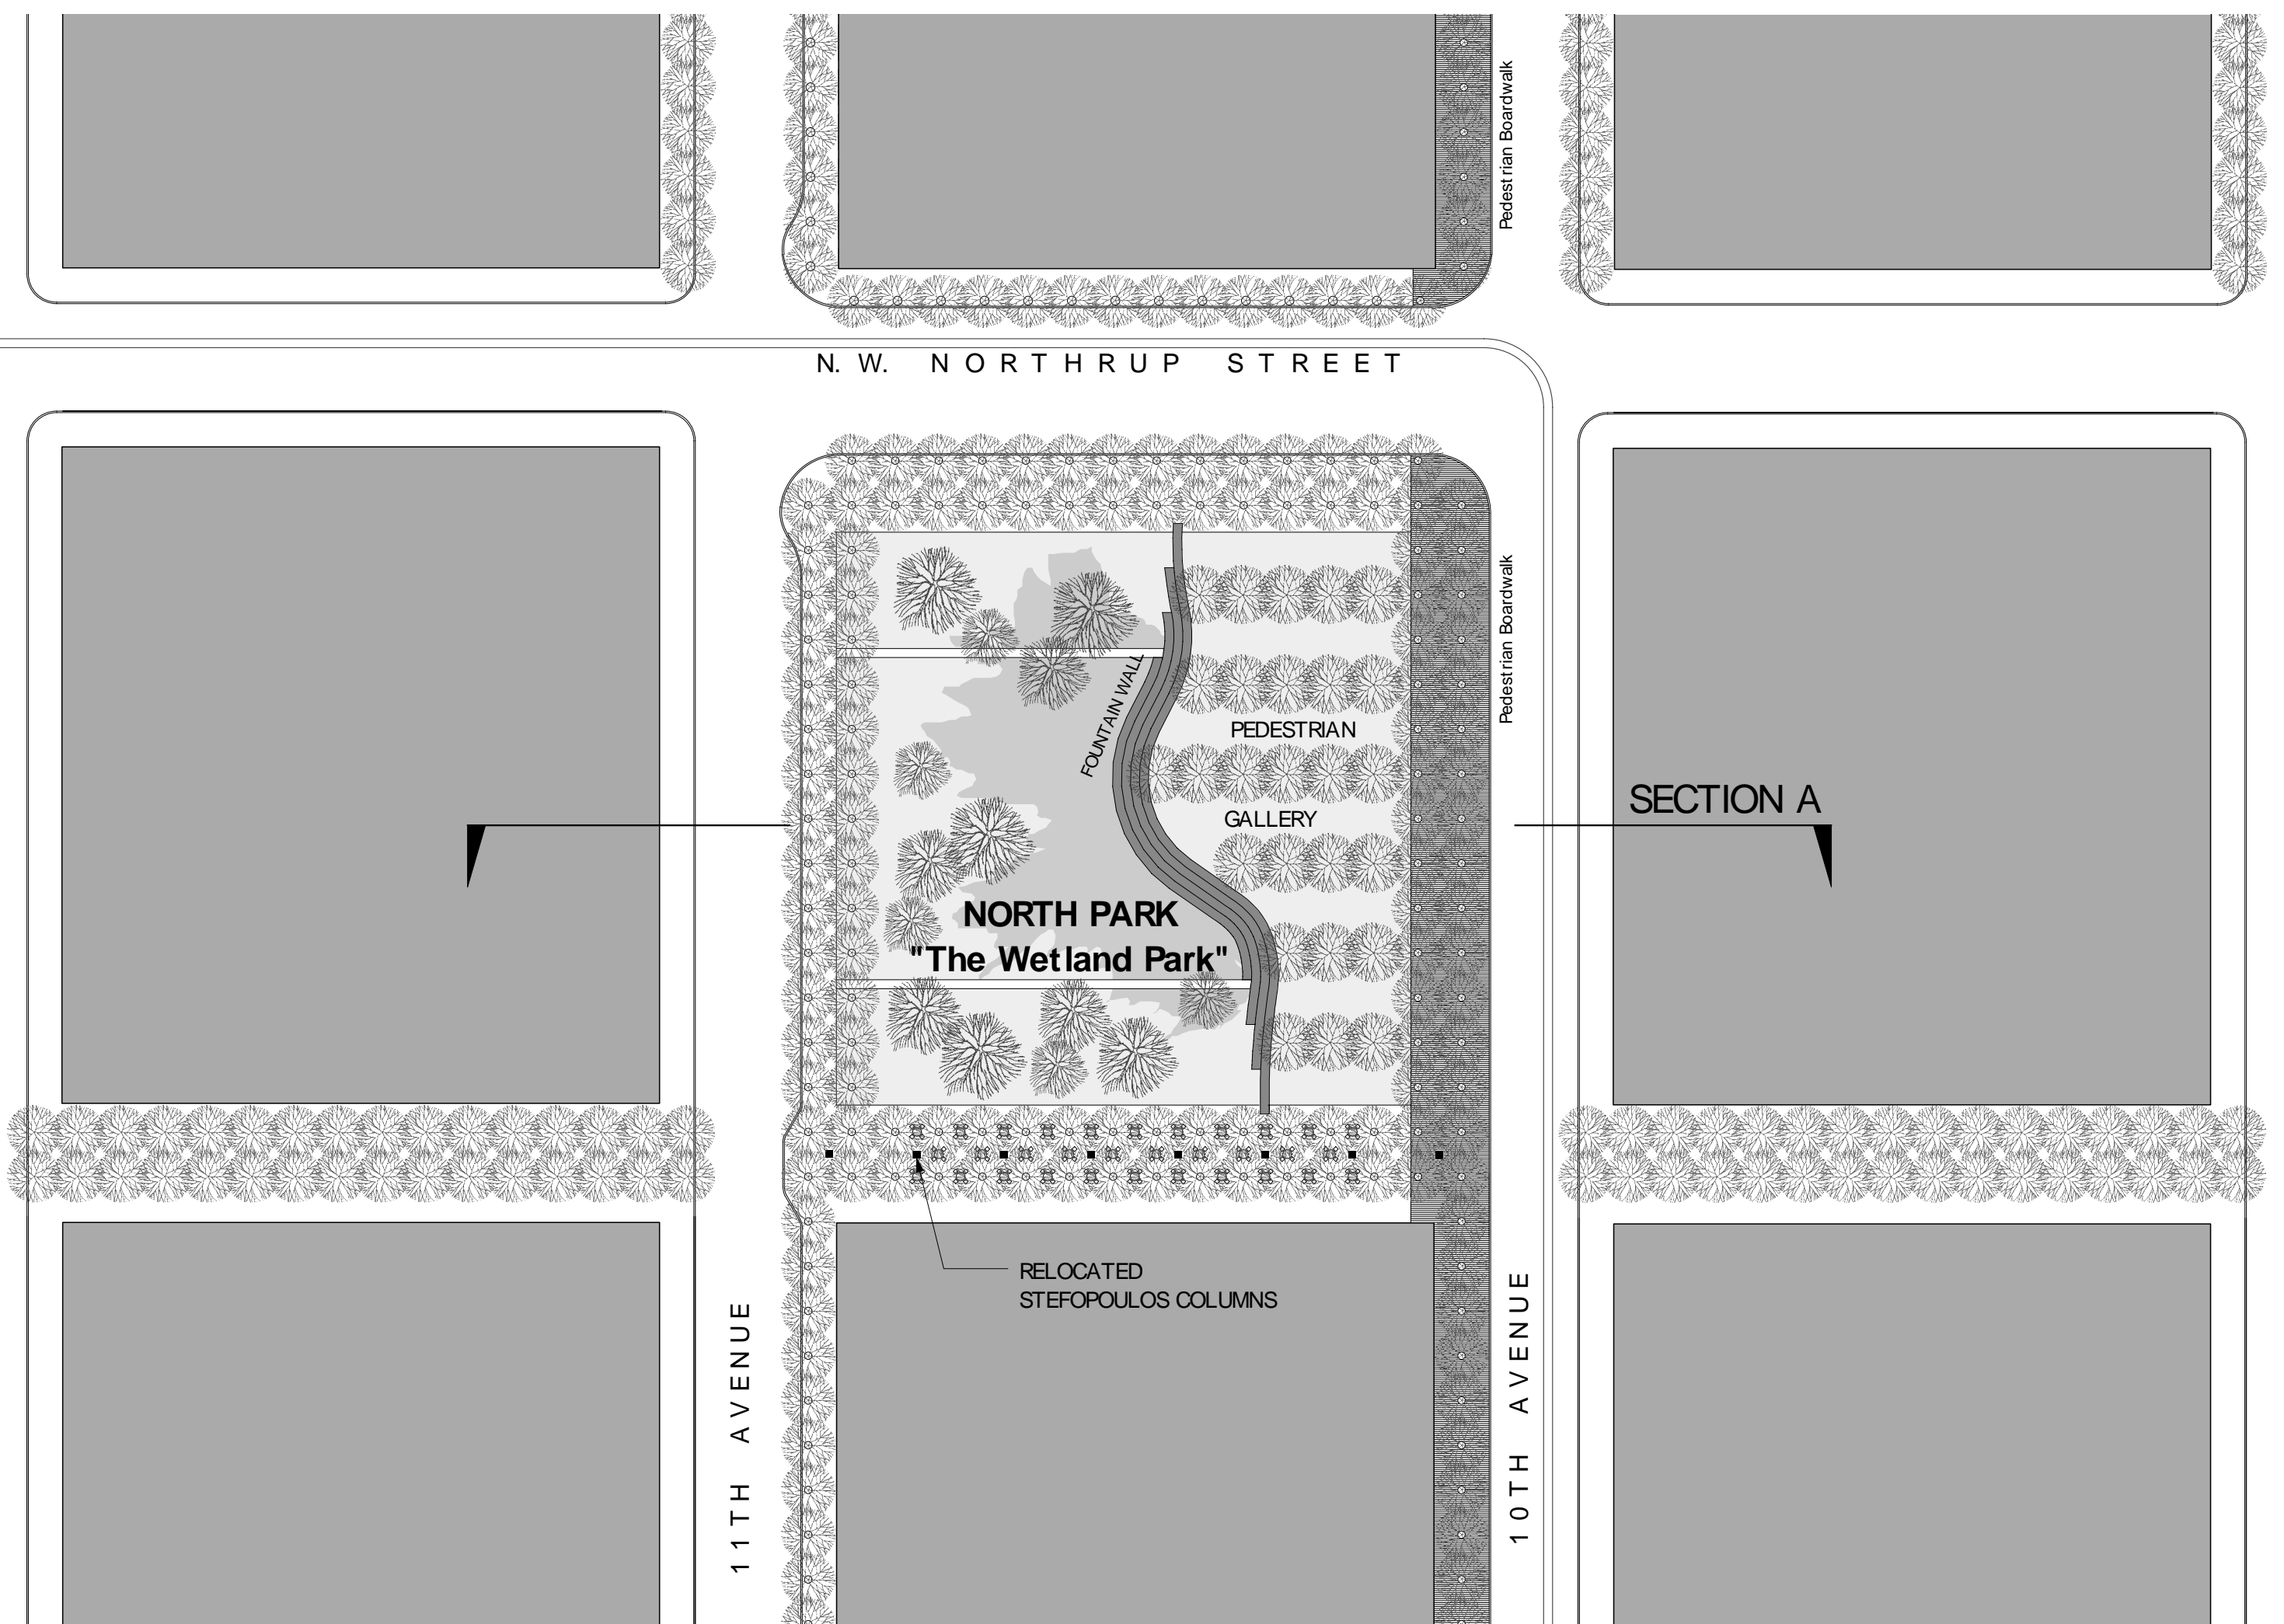 Pedestrian Boardwalk
N. W. NORTHRUP STREET
Pedestrian Boardwalk
FOUNTAIN WALL
PEDESTRIAN
GALLERY
SECTION A
NORTH PARK
"The Wetland Park"
RELOCATED
STEFOPOULOS COLUMNS
11TH AVENUE
10TH AVENUE